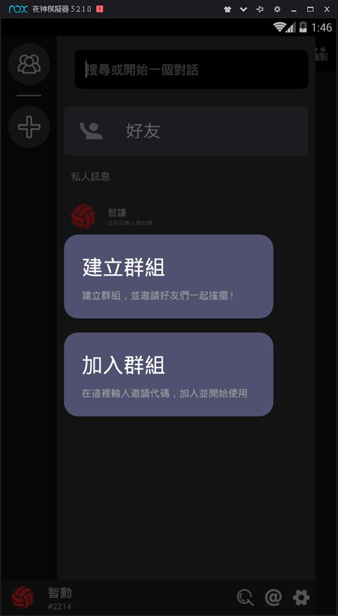 nox 夜神模擬器 5.2.1.0
1:46
搜尋或開始一個對話
好友
私人訊息
智謙
建立群組
建立群組，並邀請好友們一起搖擺！
加入群組
在這裡輸入邀請代碼，加入並開始使用
智勳
#2214